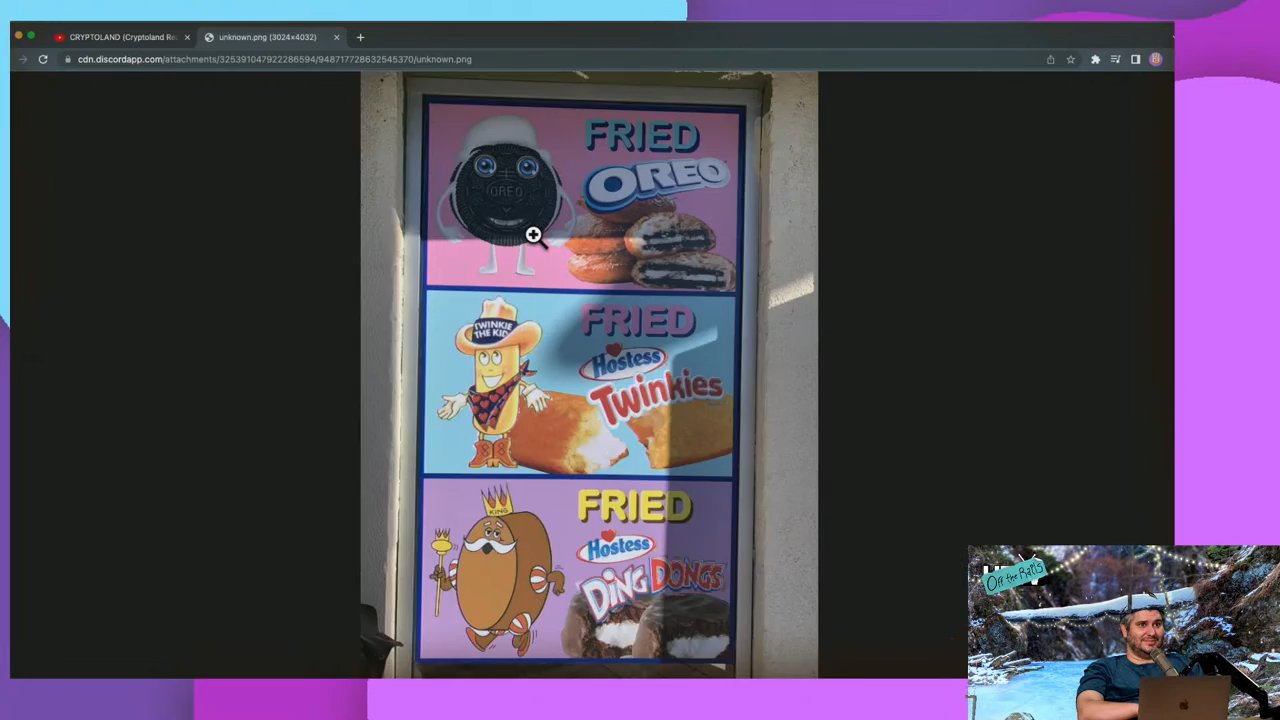 CRYPTOLAND (Cryptoland Re
unknown.png (3024×4032)
cdn.discordapp.com/attachments/325391047922286594/948717728632545370/unknown.png
FRIED
OREO
OREO
TWINKIE
THE KID
FRIED
Hostess
Twinkies
KING
FRIED
Hostess
DING DONGS
Off the Rails